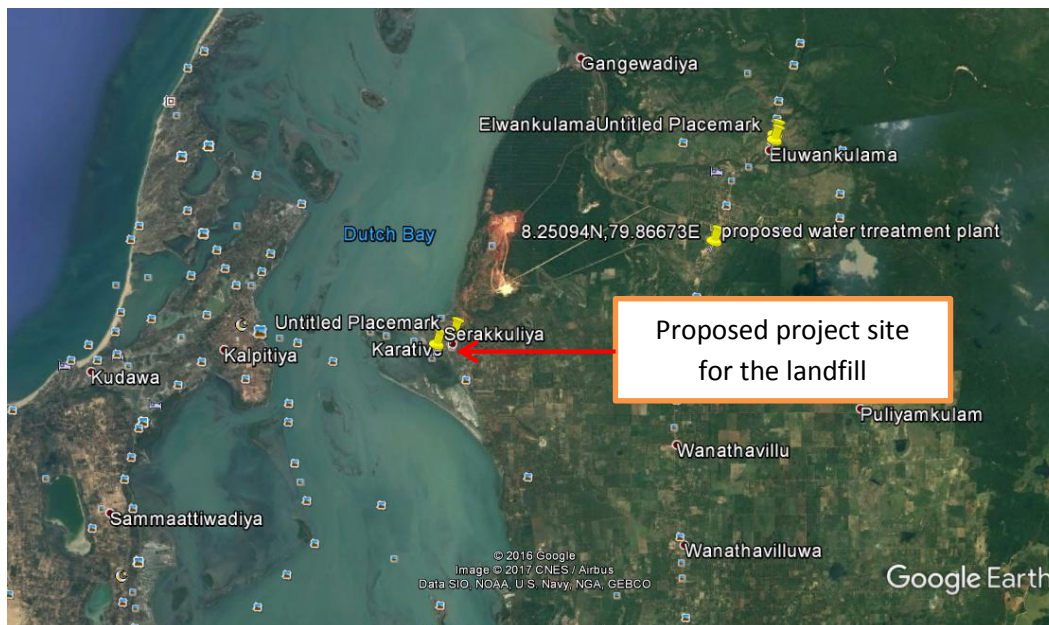 Gangewadiya
ElwankulamaUntitled Placemark
Eluwankulama
Dutch Bay
8.25094N,79.86673E
proposed water trreatment plant
Untitled Placemark
Serakkuliya
Karative
Kalpitiya
Kudawa
Proposed project site
for the landfill
Puliyamkulam
Wanathavillu
Sammaattiwadiya
Wanathavilluwa
© 2016 Google
Image © 2017 CNES / Airbus
Data SIO, NOAA, U.S. Navy, NGA, GEBCO
Google Earth